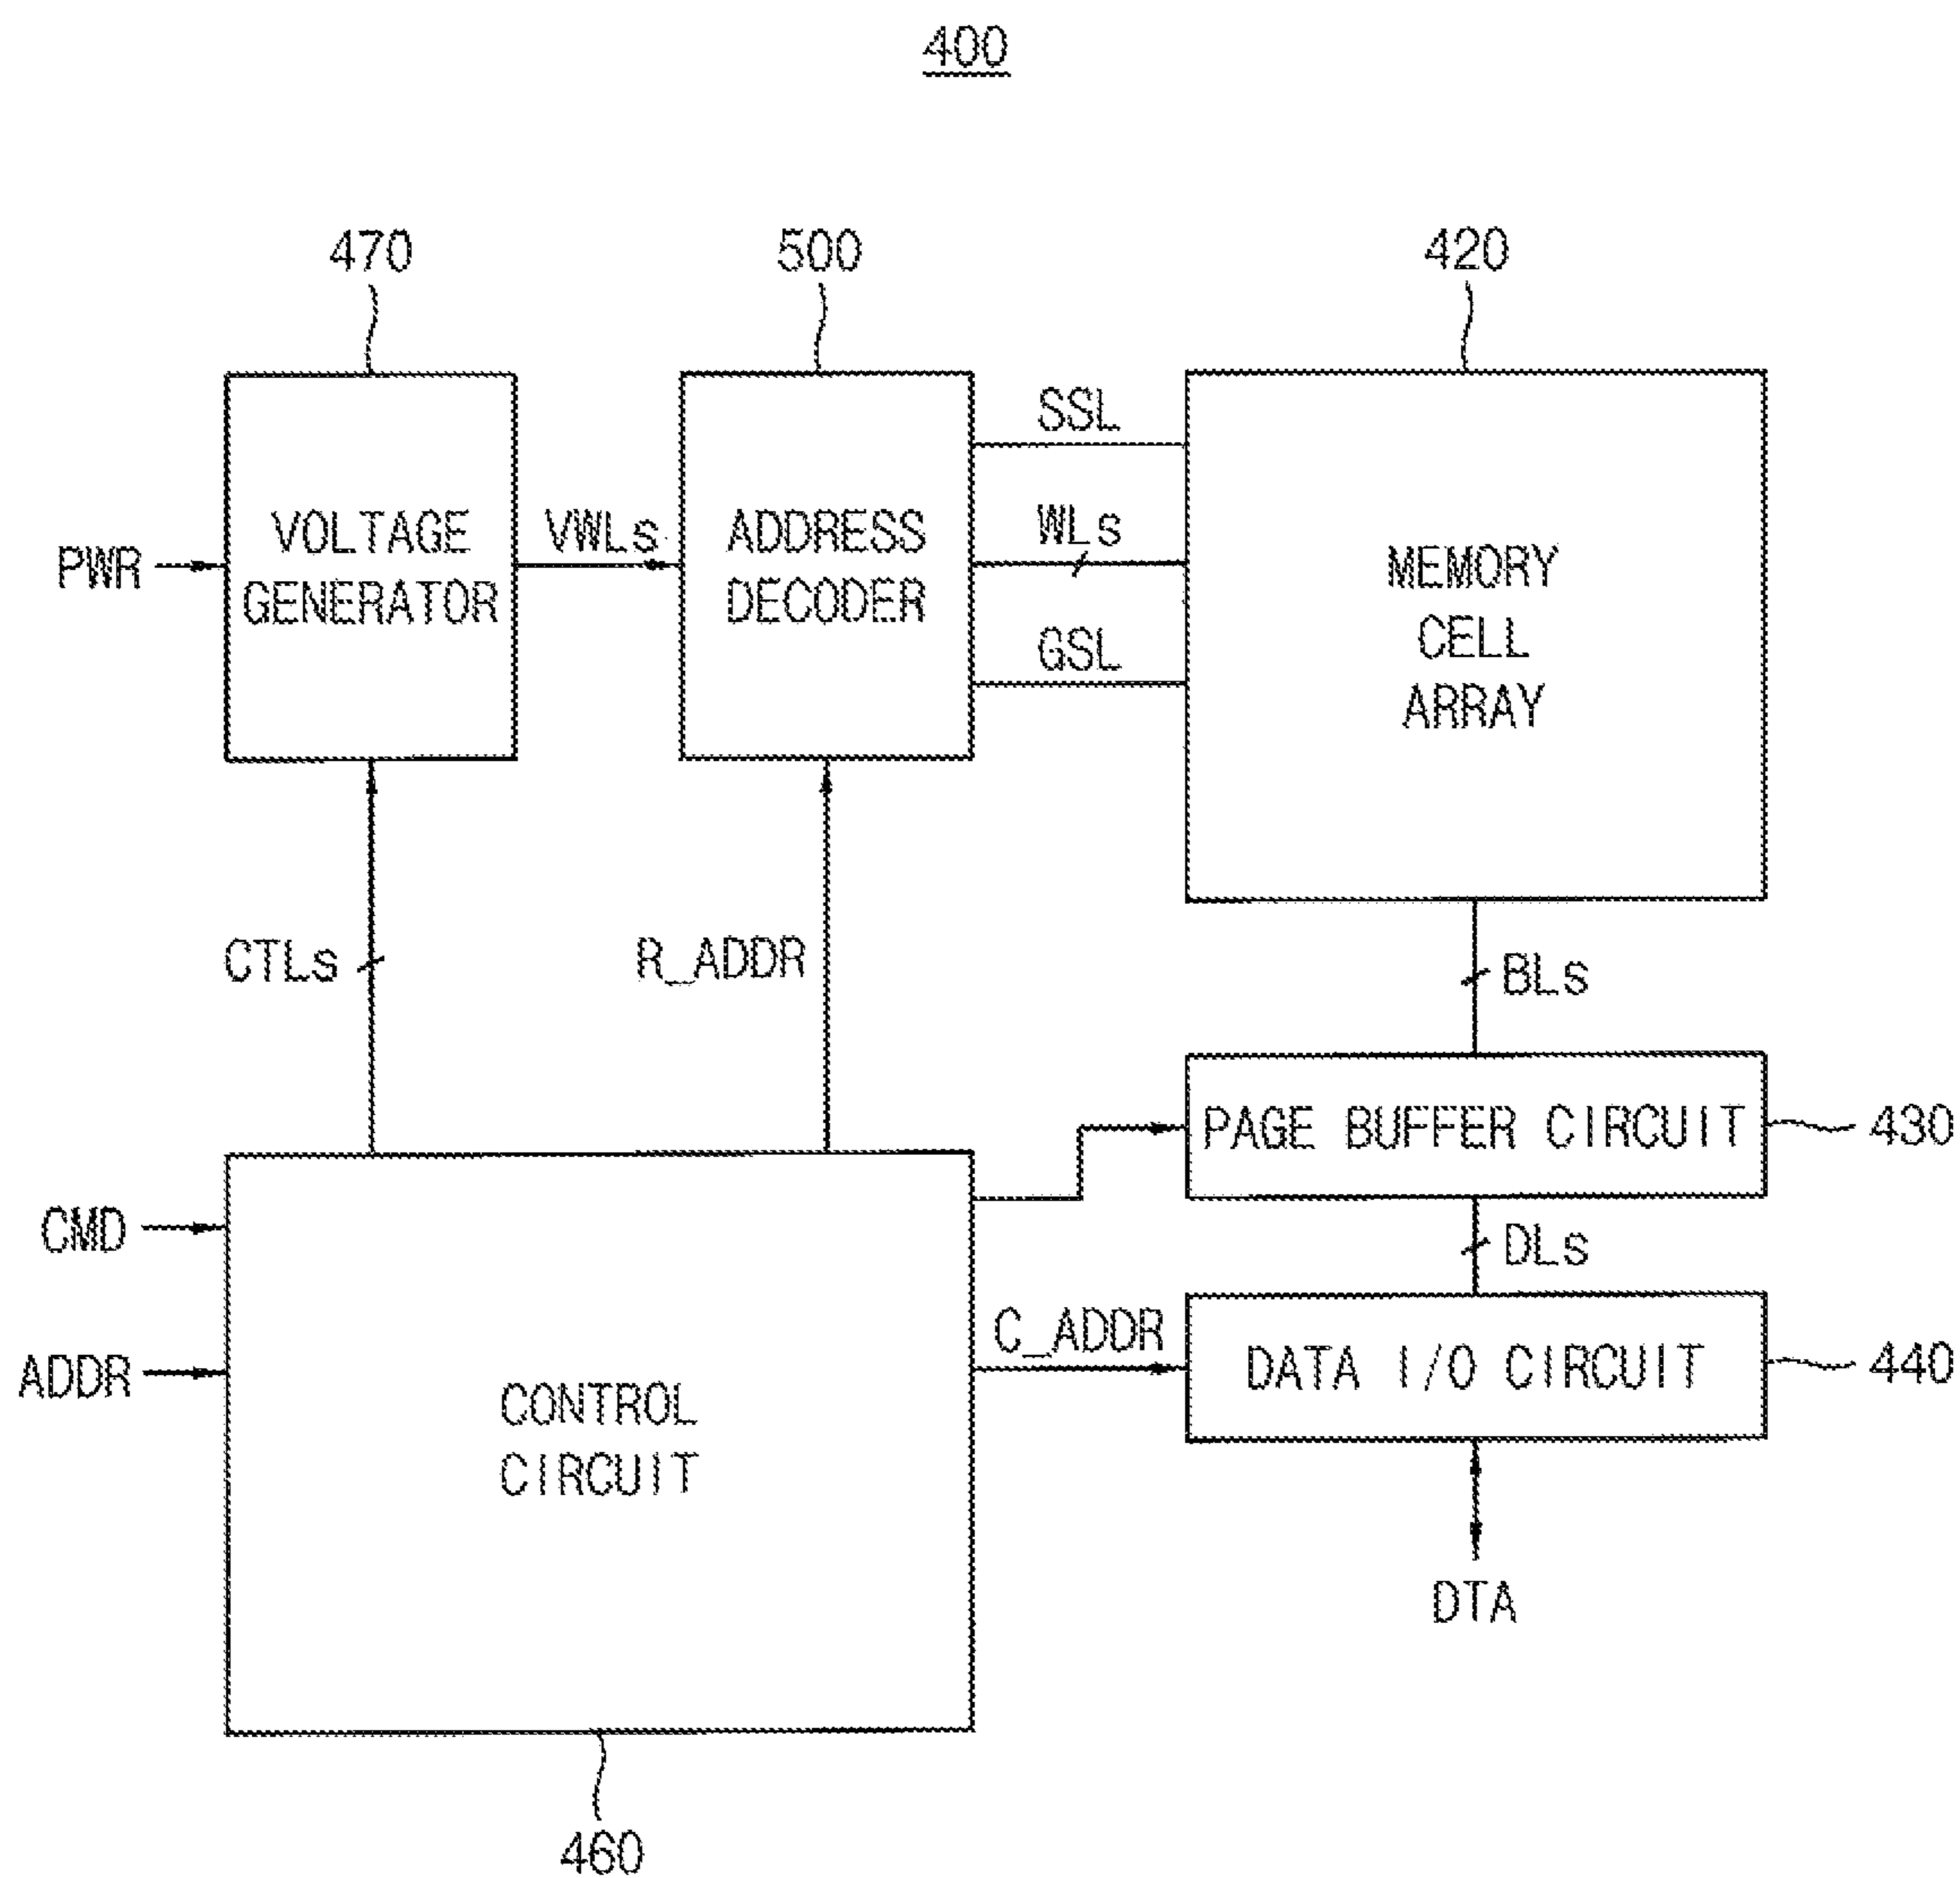 400
470
500
420
SSL
PWR
VOLTAGE
GENERATOR
VWLs
ADDRESS
DECODER
WLs
MEMORY
CELL
ARRAY
GSL
CTLs
R_ADDR
BLs
PAGE BUFFER CIRCUIT
430
CMD
DLs
ADDR
C_ADDR
DATA I/O CIRCUIT
440
CONTROL
CIRCUIT
DTA
460